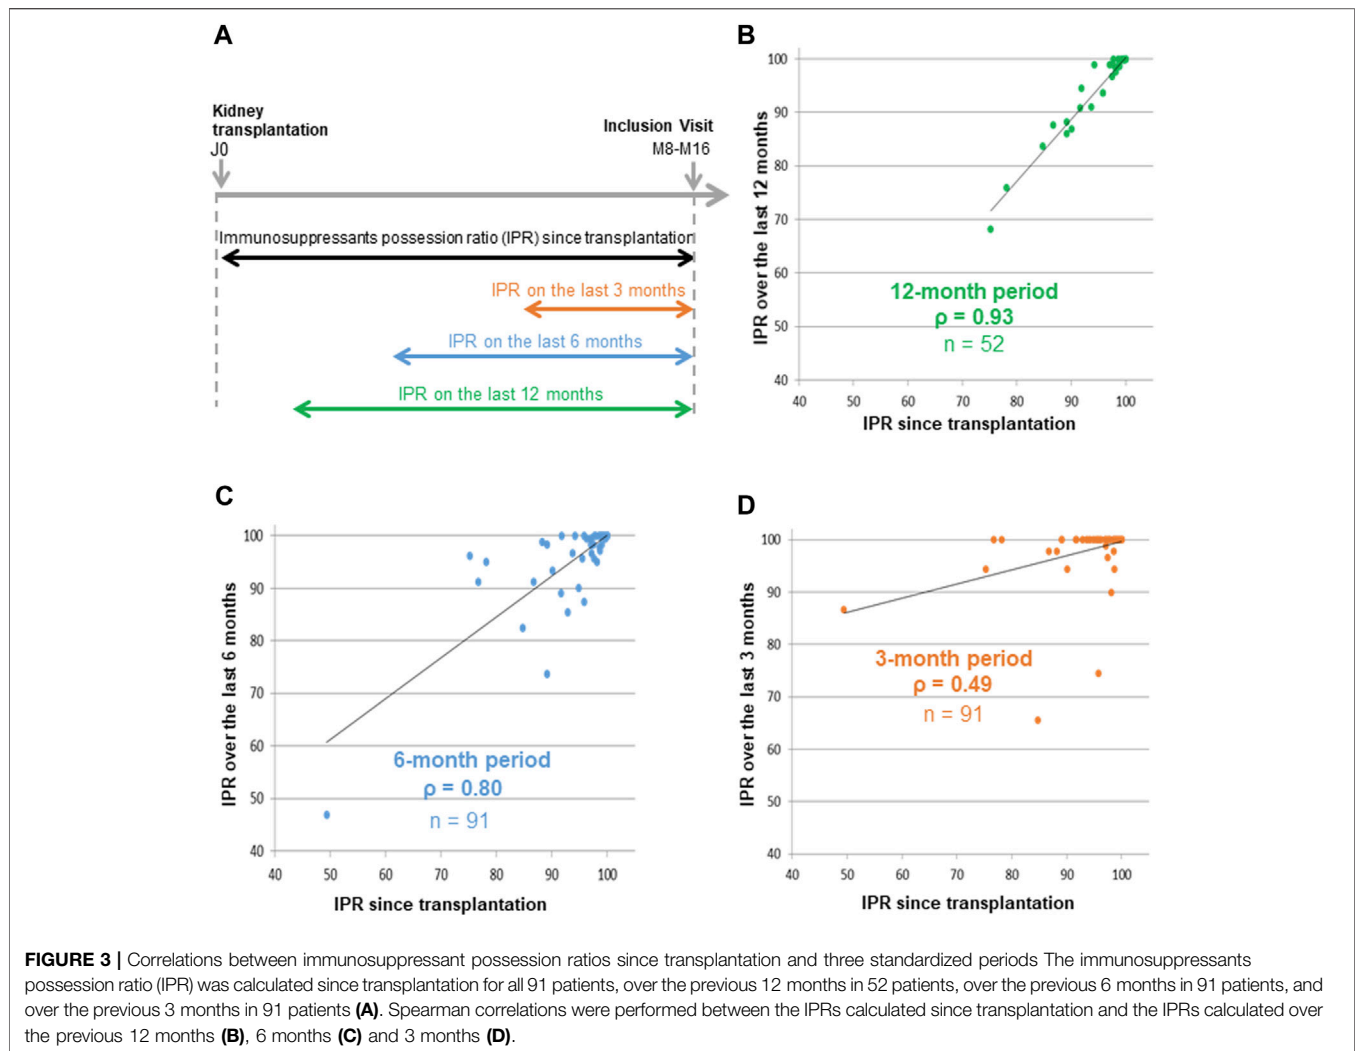 A
Kidney
transplantation
J0
Inclusion Visit
M8-M16
Immunosuppressants possession ratio (IPR) since transplantation
IPR on the last 3 months
IPR on the last 6 months
IPR on the last 12 months
B
IPR over the last 12 months
100
90
80
70
60
50
40
12-month period
ρ = 0.93
n = 52
40 50 60 70 80 90 100
IPR since transplantation
C
IPR over the last 6 months
100
90
80
70
60
50
40
6-month period
ρ = 0.80
n = 91
40 50 60 70 80 90 100
IPR since transplantation
D
IPR over the last 3 months
100
90
80
70
60
50
40
3-month period
ρ = 0.49
n = 91
40 50 60 70 80 90 100
IPR since transplantation
FIGURE 3 | Correlations between immunosuppressant possession ratios since transplantation and three standardized periods The immunosuppressants
possession ratio (IPR) was calculated since transplantation for all 91 patients, over the previous 12 months in 52 patients, over the previous 6 months in 91 patients, and
over the previous 3 months in 91 patients (A). Spearman correlations were performed between the IPRs calculated since transplantation and the IPRs calculated over
the previous 12 months (B), 6 months (C) and 3 months (D).